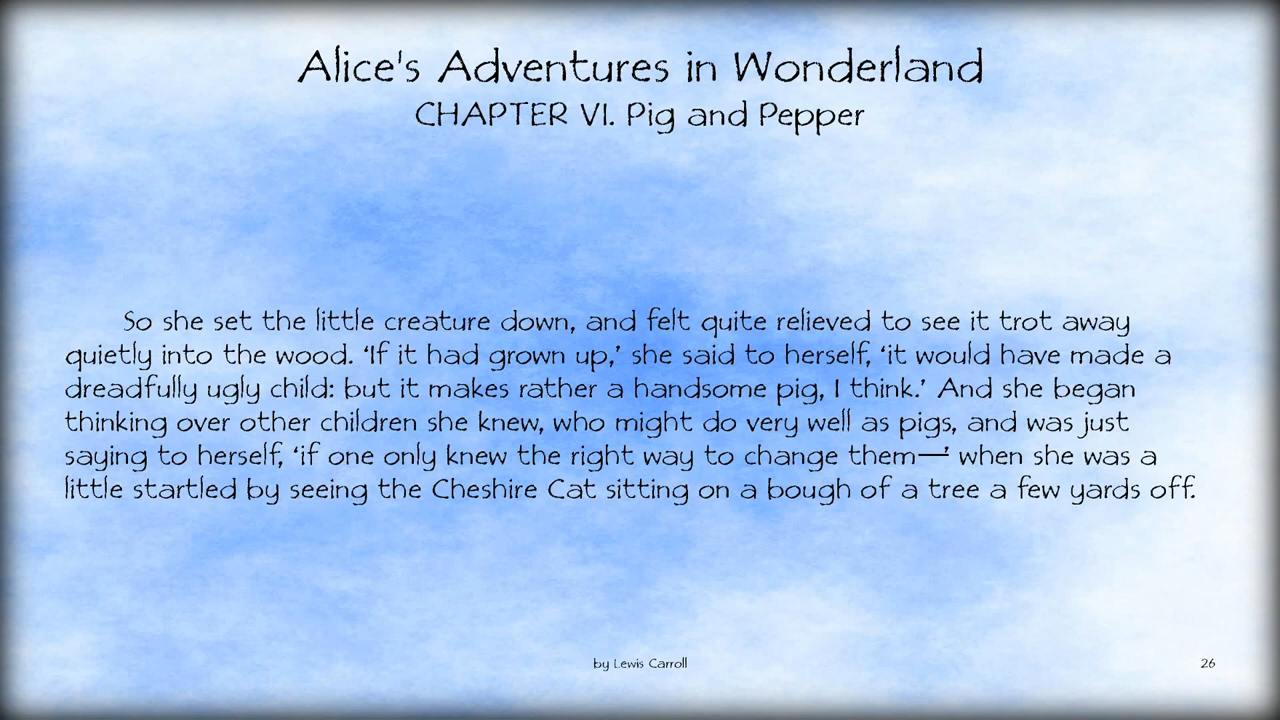 Alice's Adventures in Wonderland
CHAPTER VI. Pig and Pepper
So she set the little creature down, and felt quite relieved to see it trot away
quietly into the wood. ‘If it had grown up,’ she said to herself, ‘it would have made a
dreadfully ugly child: but it makes rather a handsome pig, I think.’ And she began
thinking over other children she knew, who might do very well as pigs, and was just
saying to herself, ‘if one only knew the right way to change them—’ when she was a
little startled by seeing the Cheshire Cat sitting on a bough of a tree a few yards off.
by Lewis Carroll
26